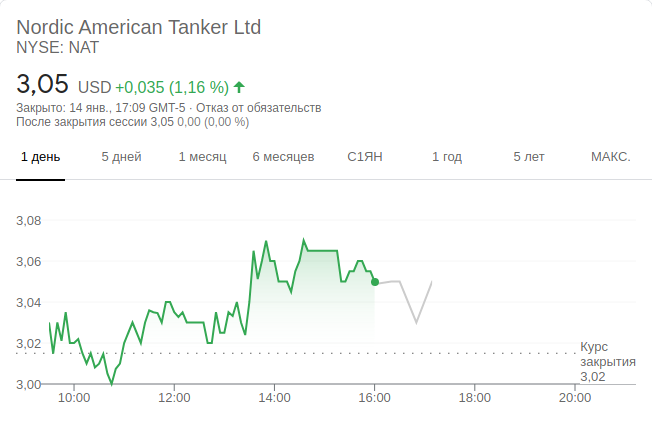 Nordic American Tanker Ltd
NYSE: NAT
3,05 USD +0,035 (1,16 %)
Закрыто: 14 янв., 17:09 GMT-5 · Отказ от обязательств
После закрытия сессии 3,05 0,00 (0,00 %)
1 день 5 дней 1 месяц 6 месяцев С1ЯН 1 год 5 лет МАКС.
3,08
3,06
3,04
3,02
3,00
Курс
закрытия
3,02
10:00 12:00 14:00 16:00 18:00 20:00